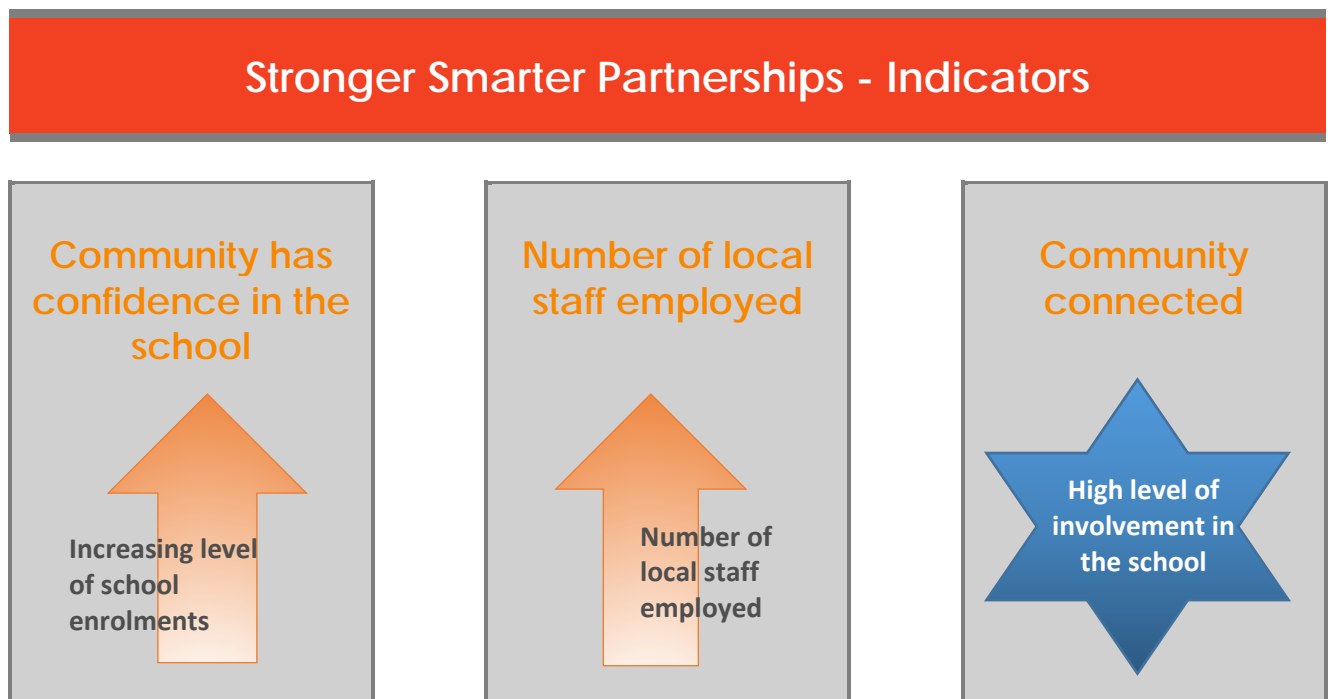 Stronger Smarter Partnerships - Indicators
Community has
confidence in the
school
Increasing level
of school
enrolments
Number of local
staff employed
Number of
local staff
employed
Community
connected
High level of
involvement in
the school